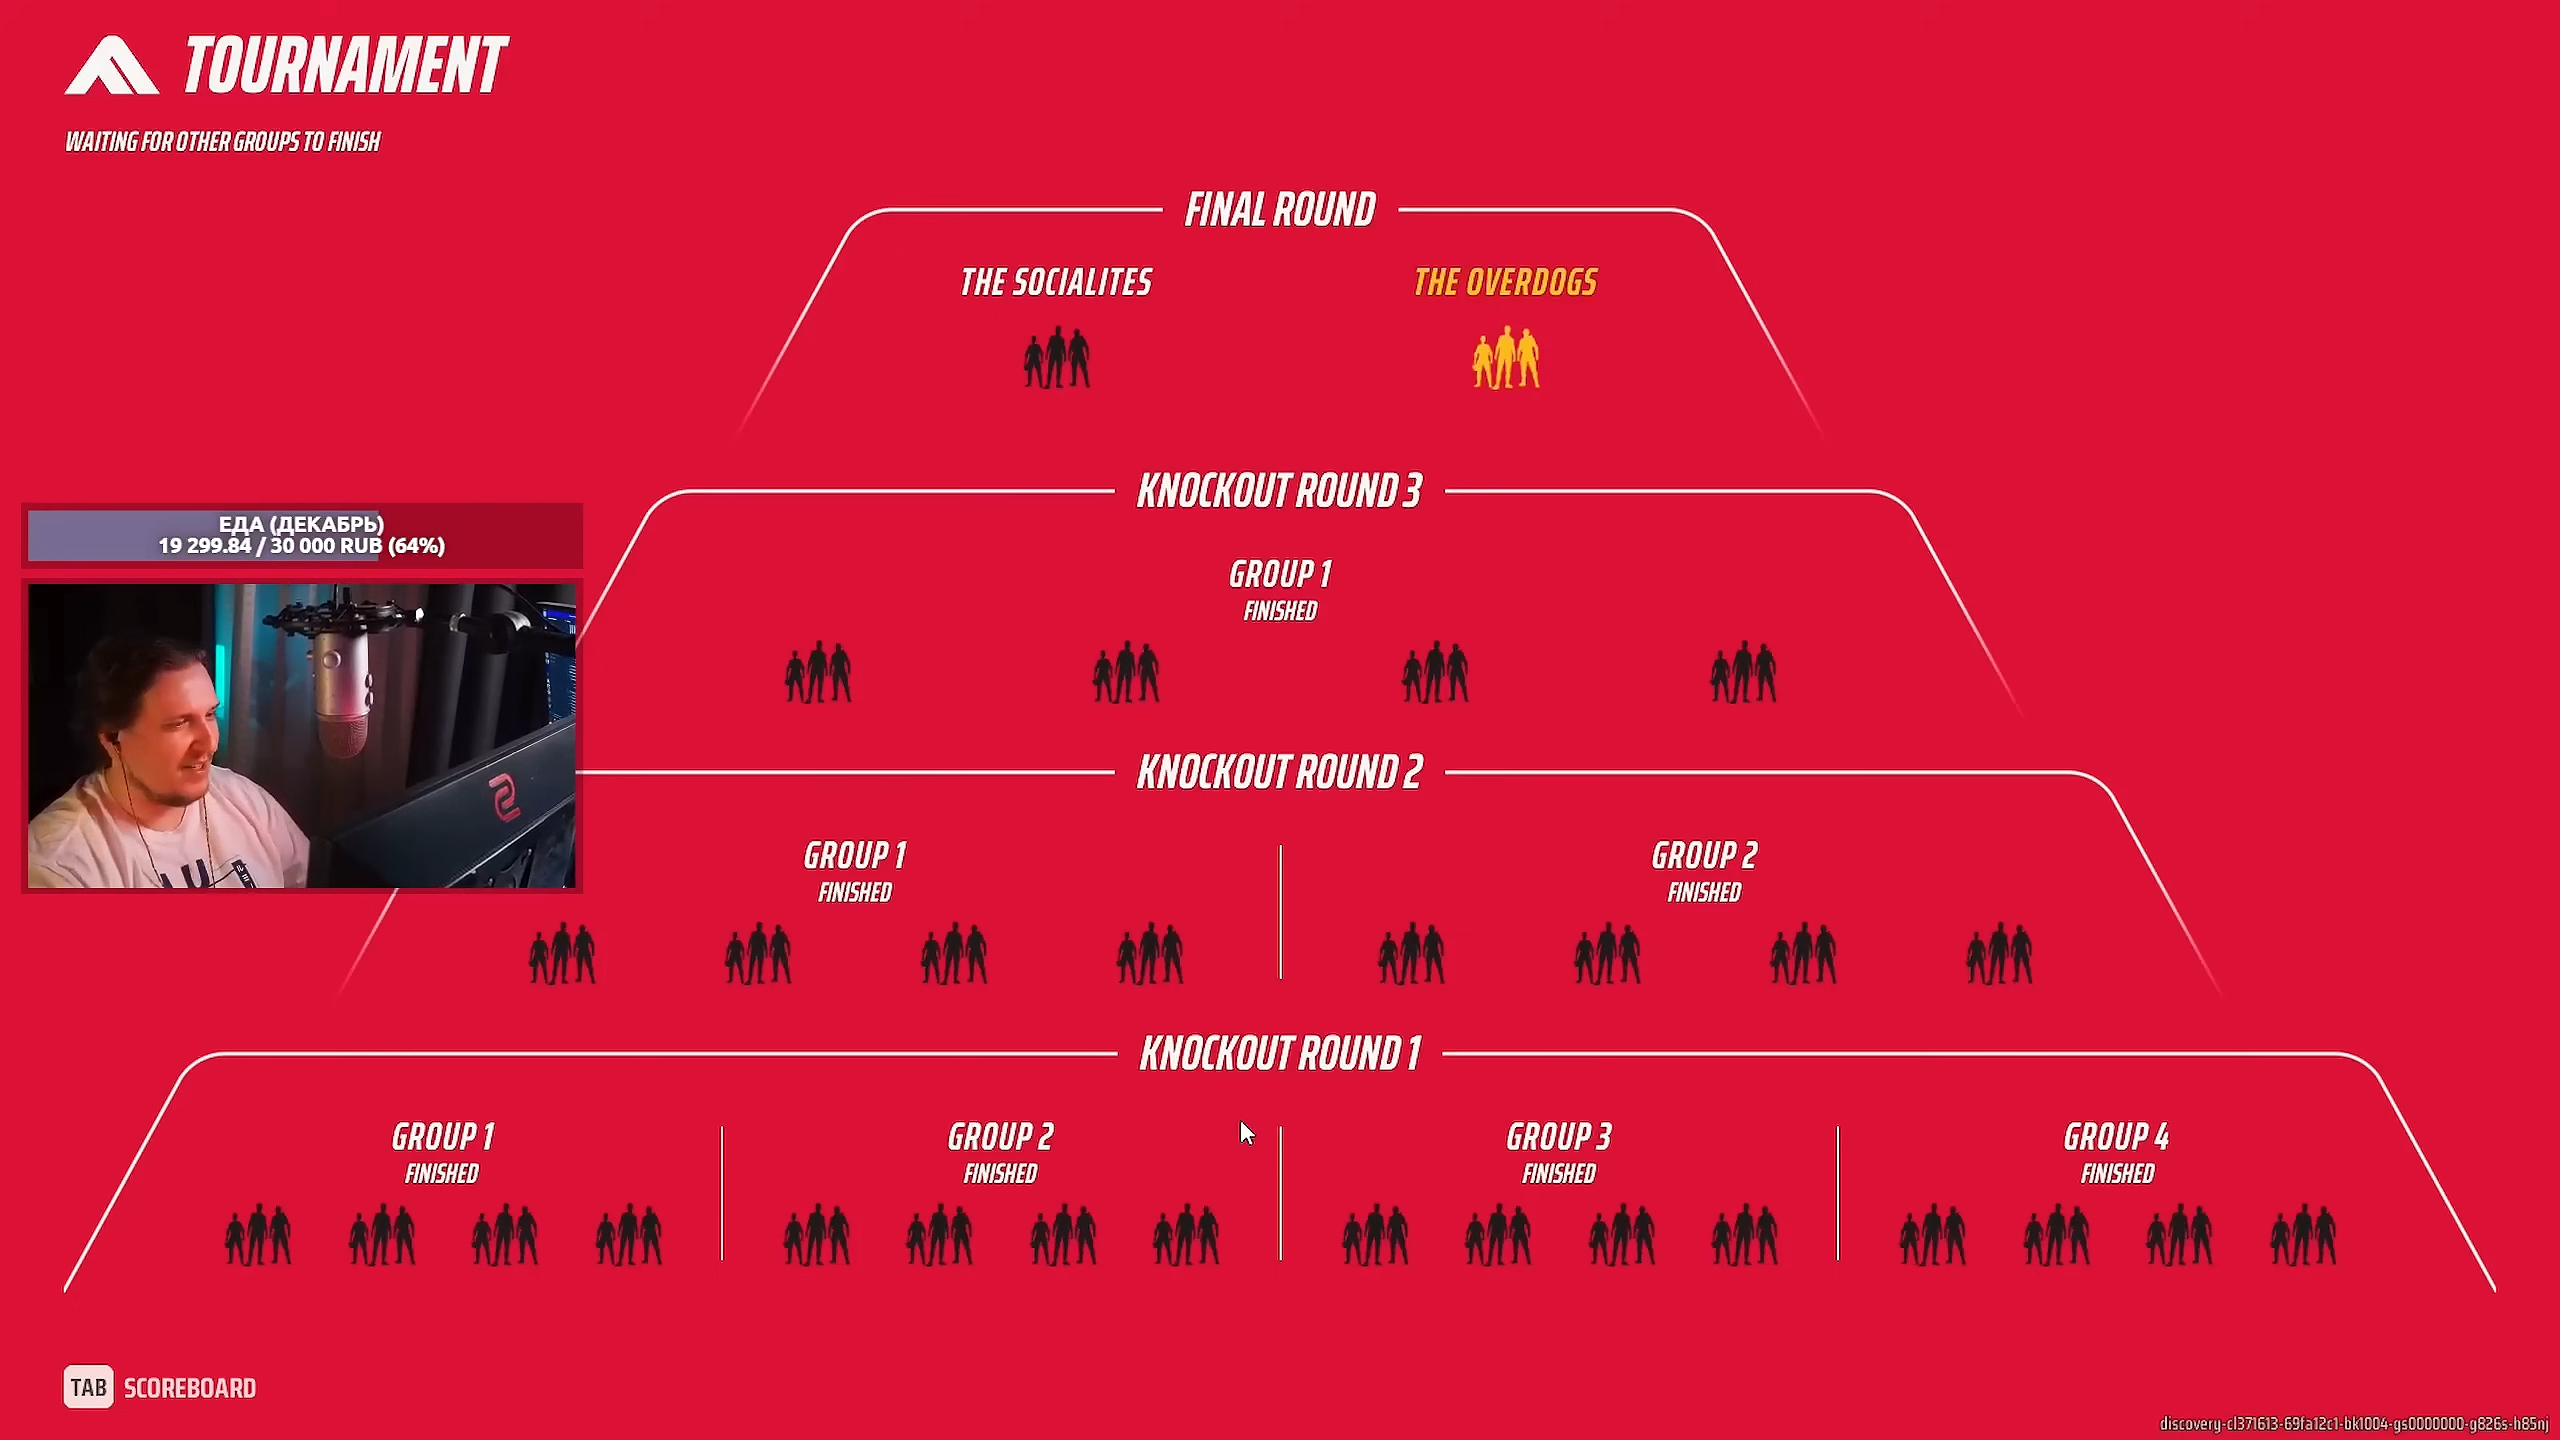 TOURNAMENT
WAITING FOR OTHER GROUPS TO FINISH
FINAL ROUND
THE SOCIALITES
THE OVERDOGS
KNOCKOUT ROUND 3
GROUP 1
FINISHED
ЕДА (ДЕКАБРЬ)
19 299.84 / 30 000 RUB (64%)
KNOCKOUT ROUND 2
GROUP 1
FINISHED
GROUP 2
FINISHED
KNOCKOUT ROUND 1
GROUP 1
FINISHED
GROUP 2
FINISHED
GROUP 3
FINISHED
GROUP 4
FINISHED
TAB SCOREBOARD
discovery-cl371613-69fa12c1-bk1004-gs0000000-g826s-h85nj